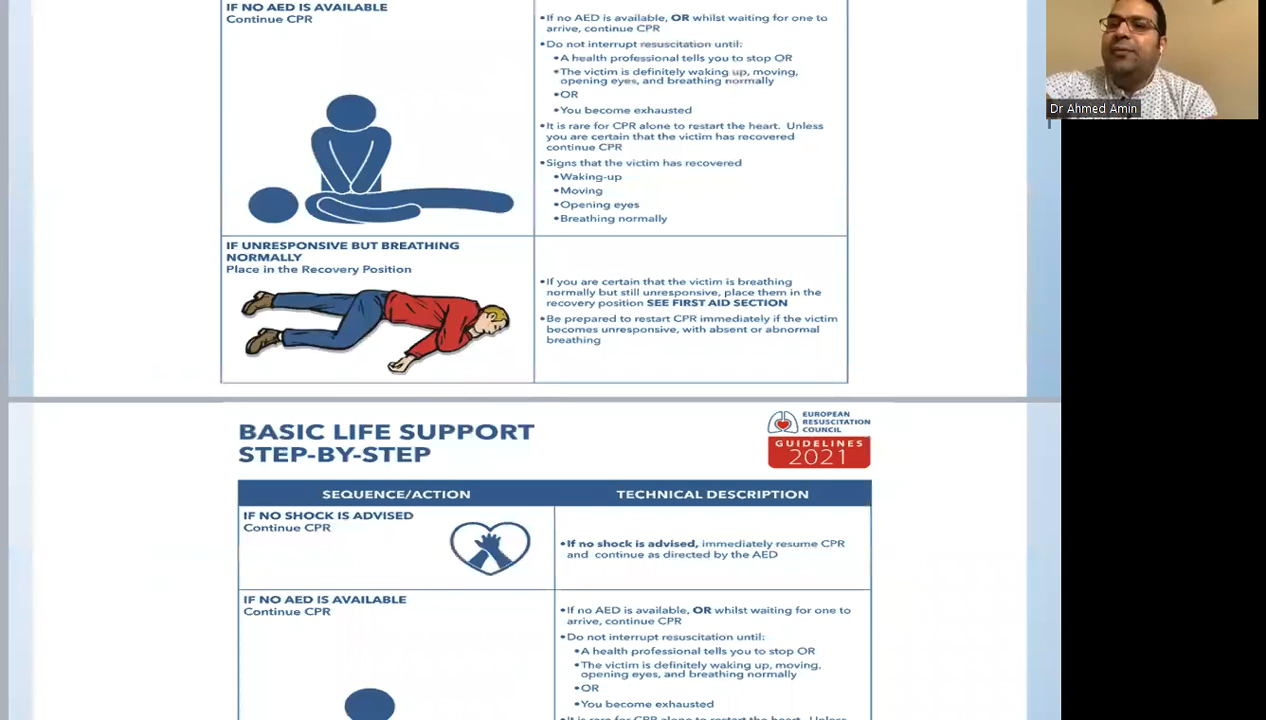 IF NO AED IS AVAILABLE
Continue CPR
•If no AED is available, OR whilst waiting for one to
arrive, continue CPR
•Do not interrupt resuscitation until:
•A health professional tells you to stop OR
•The victim is definitely waking up, moving,
opening eyes, and breathing normally
•OR
•You become exhausted
•It is rare for CPR alone to restart the heart. Unless
you are certain that the victim has recovered
continue CPR
•Signs that the victim has recovered
•Waking-up
•Moving
•Opening eyes
•Breathing normally
IF UNRESPONSIVE BUT BREATHING
NORMALLY
Place in the Recovery Position
•If you are certain that the victim is breathing
normally but still unresponsive, place them in the
recovery position SEE FIRST AID SECTION
•Be prepared to restart CPR immediately if the victim
becomes unresponsive, with absent or abnormal
breathing
Dr Ahmed Amin
BASIC LIFE SUPPORT
STEP-BY-STEP
EUROPEAN
RESUSCITATION
COUNCIL
GUIDELINES
2021
SEQUENCE/ACTION
TECHNICAL DESCRIPTION
IF NO SHOCK IS ADVISED
Continue CPR
•If no shock is advised, immediately resume CPR
and continue as directed by the AED
IF NO AED IS AVAILABLE
Continue CPR
•If no AED is available, OR whilst waiting for one to
arrive, continue CPR
•Do not interrupt resuscitation until:
•A health professional tells you to stop OR
•The victim is definitely waking up, moving,
opening eyes, and breathing normally
•OR
•You become exhausted
•It is rare for CPR alone to restart the heart. Unless